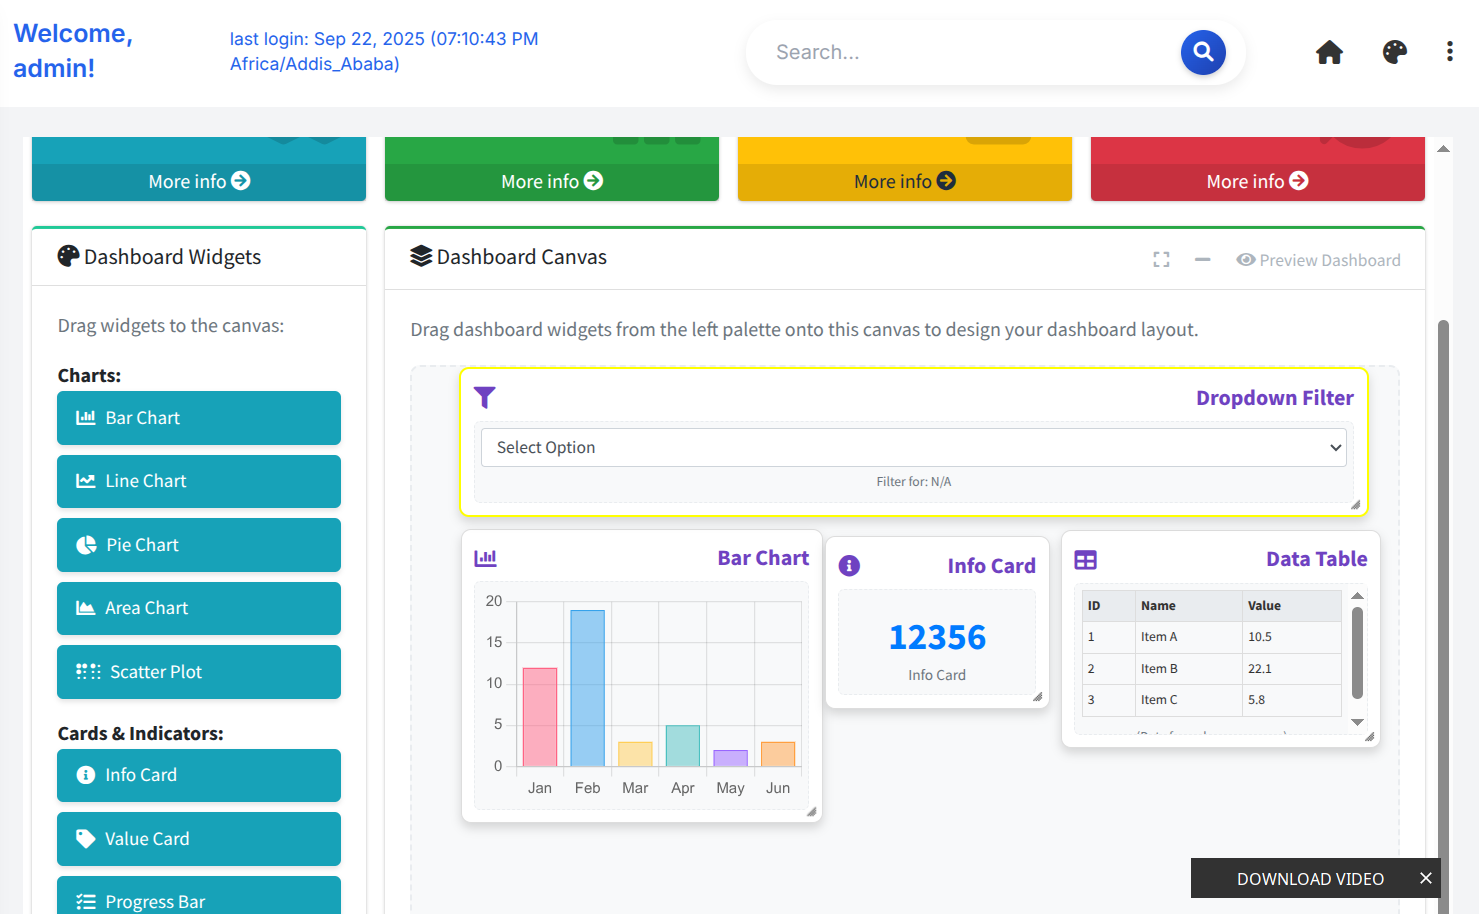 Welcome,
admin!
last login: Sep 22, 2025 (07:10:43 PM
Africa/Addis_Ababa)
Search...
More info
More info
More info
More info
Dashboard Widgets
Drag widgets to the canvas:
Charts:
Bar Chart
Line Chart
Pie Chart
Area Chart
Scatter Plot
Cards & Indicators:
Info Card
Value Card
Progress Bar
Dashboard Canvas
Preview Dashboard
Drag dashboard widgets from the left palette onto this canvas to design your dashboard layout.
Dropdown Filter
Select Option
Filter for: N/A
Bar Chart
20
15
10
5
0
Jan Feb Mar Apr May Jun
Info Card
12356
Info Card
Data Table
ID Name Value
1 Item A 10.5
2 Item B 22.1
3 Item C 5.8
DOWNLOAD VIDEO